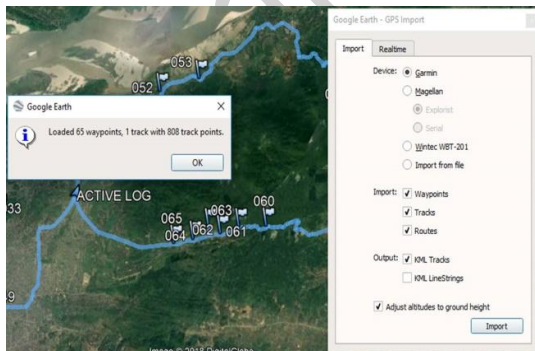 053
052
Google Earth
Loaded 65 waypoints, 1 track with 808 track points.
OK
ACTIVE LOG
33
065
064
062
063
061
060
9
Google Earth - GPS Import
Import
Realtime
Device:
Garmin
Magellan
Explorist
Serial
Wintec WBT-201
Import from file
Import:
Waypoints
Tracks
Routes
Output:
KML Tracks
KML LineStrings
Adjust altitudes to ground height
Import